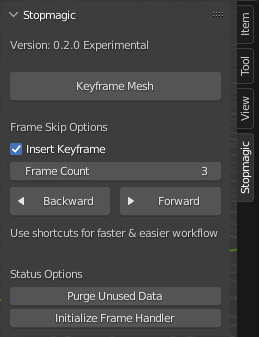 Stopmagic
Version: 0.2.0 Experimental
Keyframe Mesh
Frame Skip Options
Insert Keyframe
Frame Count 3
Backward Forward
Use shortcuts for faster & easier workflow
Status Options
Purge Unused Data
Initialize Frame Handler
Item
Tool
View
Stopmagic